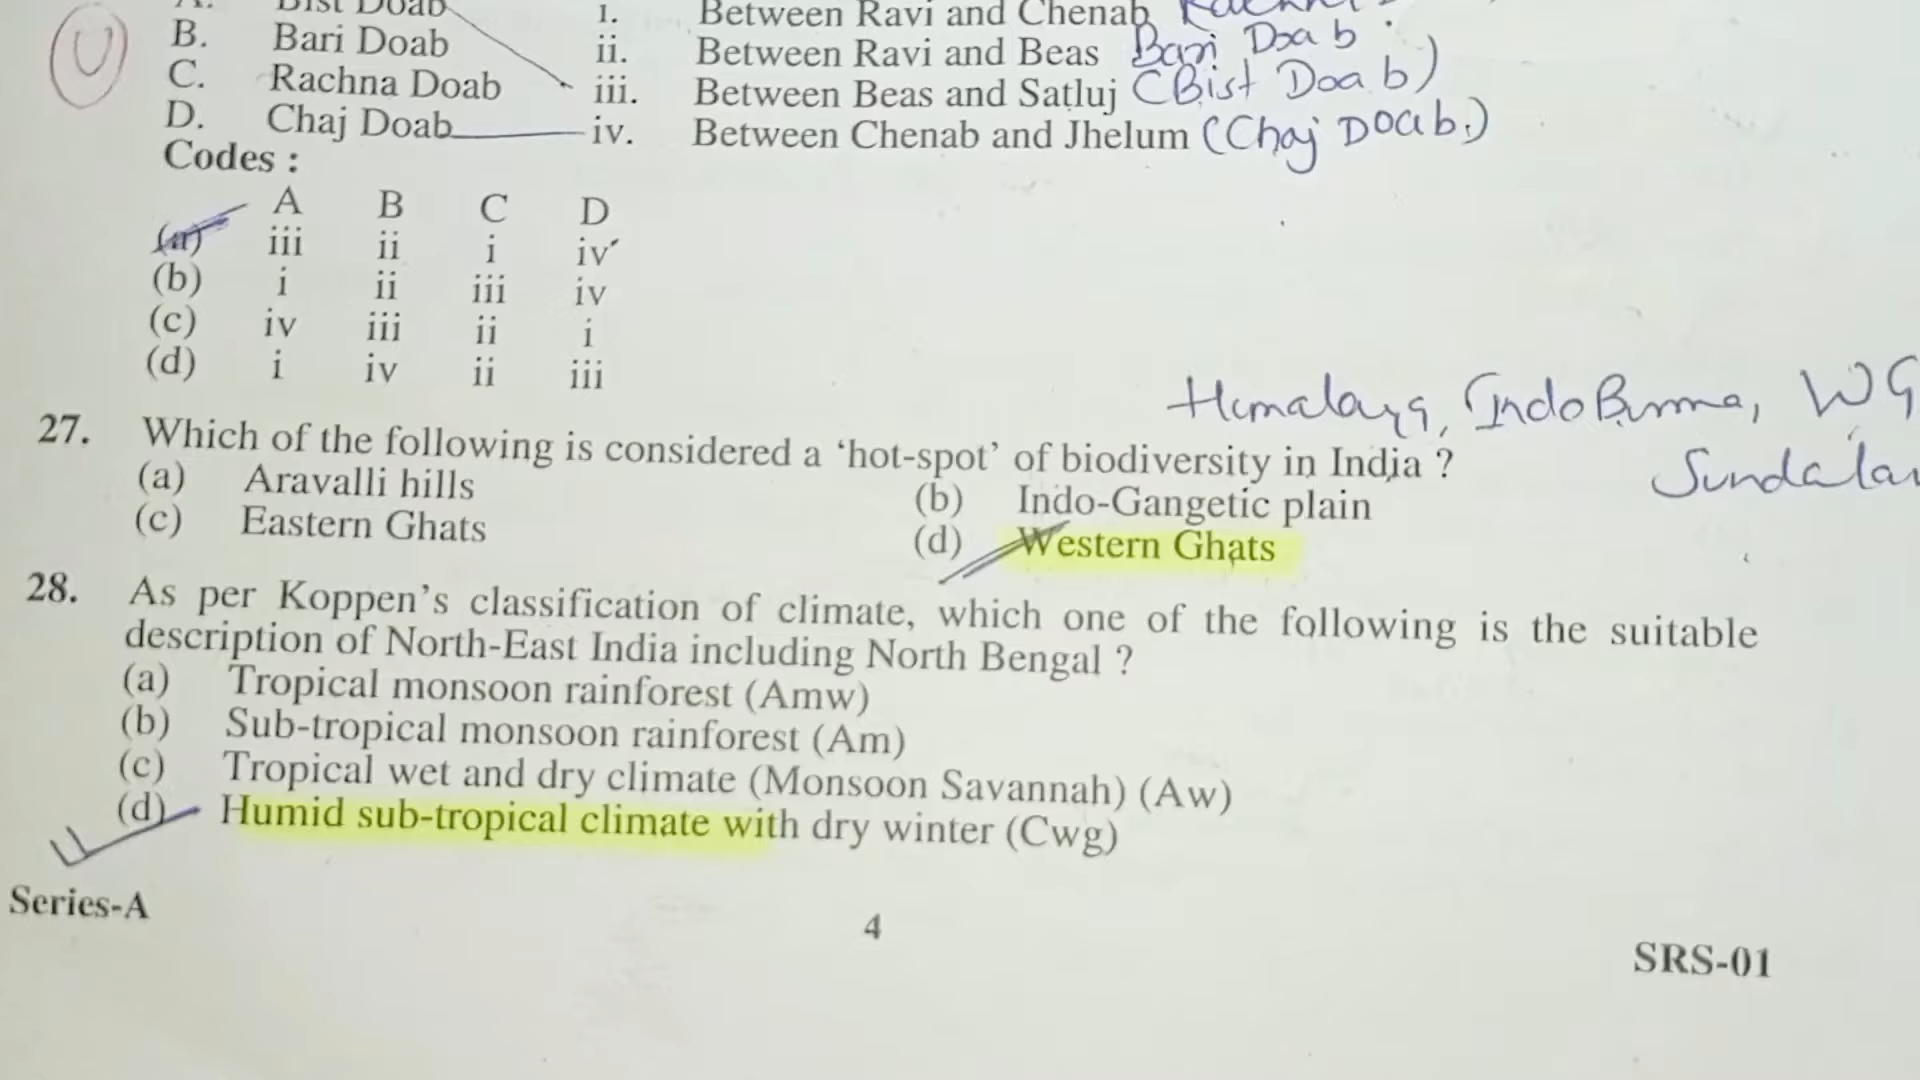 Bist Doab i. Between Ravi and Chenab
B. Bari Doab ii. Between Ravi and Beas Bari Doab
C. Rachna Doab iii. Between Beas and Satluj (Bist Doab)
D. Chaj Doab iv. Between Chenab and Jhelum (Chaj Doab.)
Codes :
A B C D
(a) iii ii i iv
(b) i ii iii iv
(c) iv iii ii i
(d) i iv ii iii
Himalaya, Indo Burma, WG
27. Which of the following is considered a ‘hot-spot’ of biodiversity in India ?
(a) Aravalli hills (b) Indo-Gangetic plain
(c) Eastern Ghats (d) Western Ghats
28. As per Koppen’s classification of climate, which one of the following is the suitable
description of North-East India including North Bengal ?
(a) Tropical monsoon rainforest (Amw)
(b) Sub-tropical monsoon rainforest (Am)
(c) Tropical wet and dry climate (Monsoon Savannah) (Aw)
(d) Humid sub-tropical climate with dry winter (Cwg)
Series-A 4 SRS-01